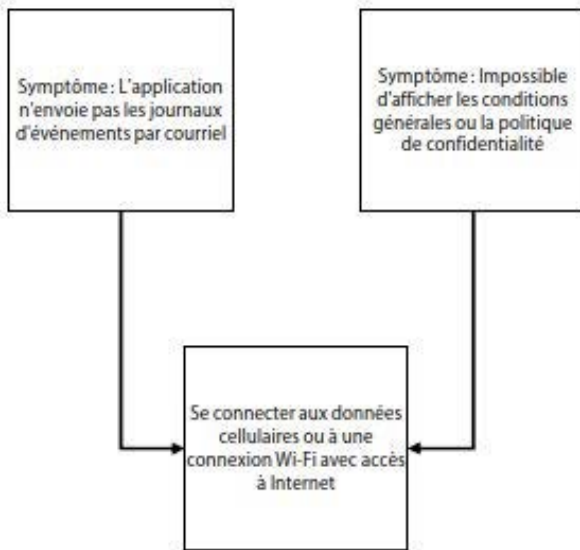 Symptôme : L'application
n'envoie pas les journaux
d'événements par courriel
Symptôme : Impossible
d'afficher les conditions
générales ou la politique
de confidentialité
Se connecter aux données
cellulaires ou à une
connexion Wi-Fi avec accès
à Internet